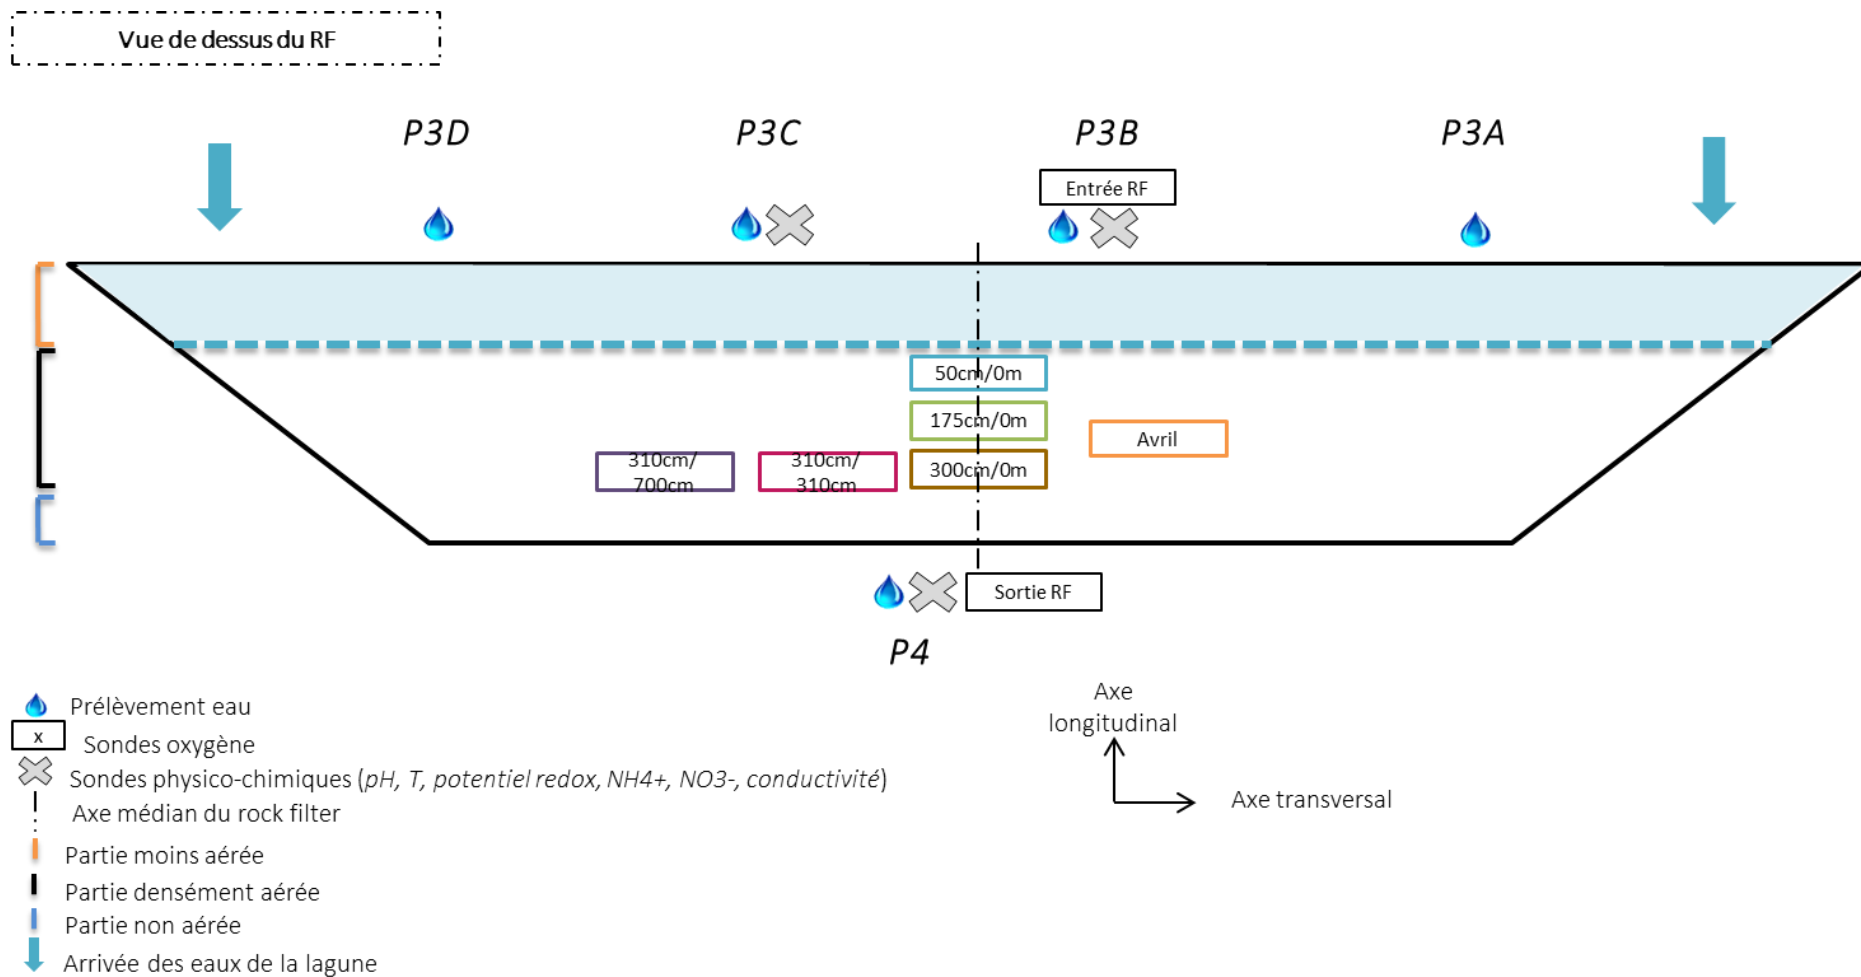 Vue de dessus du RF
P3D
P3C
P3B
P3A
Entrée RF
50cm/0m
175cm/0m
Avril
310cm/
700cm
310cm/
310cm
300cm/0m
Sortie RF
P4
Prélèvement eau
x
Sondes oxygène
Sondes physico-chimiques (pH, T, potentiel redox, NH4+, NO3-, conductivité)
Axe médian du rock filter
Partie moins aérée
Partie densément aérée
Partie non aérée
Arrivée des eaux de la lagune
Axe
longitudinal
Axe transversal